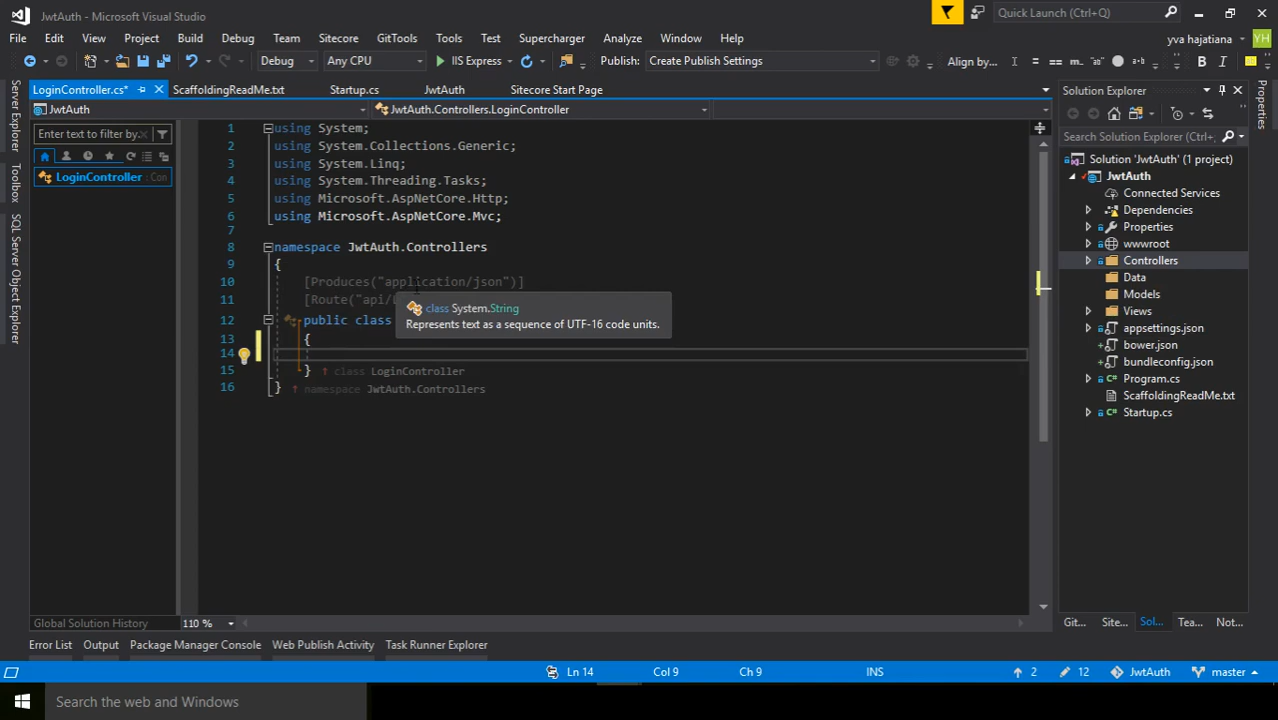 JwtAuth - Microsoft Visual Studio
Quick Launch (Ctrl+Q)
File Edit View Project Build Debug Team Sitecore GitTools Tools Test Supercharger Analyze Window Help
yva hajatiana YH
Debug Any CPU IIS Express Publish: Create Publish Settings Align by... B I
LoginController.cs* ScaffoldingReadMe.txt Startup.cs JwtAuth Sitecore Start Page
Solution Explorer
JwtAuth JwtAuth.Controllers.LoginController
Server Explorer
Toolbox
SQL Server Object Explorer
Properties
Enter text to filter by.
LoginController : Con
Global Solution History
1 using System;
2 using System.Collections.Generic;
3 using System.Linq;
4 using System.Threading.Tasks;
5 using Microsoft.AspNetCore.Http;
6 using Microsoft.AspNetCore.Mvc;
7
8 namespace JwtAuth.Controllers
9 {
10 [Produces("application/json")]
11 [Route("api/
12 public class
13 {
14
15 } ↑ class LoginController
16 } ↑ namespace JwtAuth.Controllers
class System.String
Represents text as a sequence of UTF-16 code units.
Search Solution Explorer (Ctrl+;)
Solution 'JwtAuth' (1 project)
JwtAuth
Connected Services
Dependencies
Properties
wwwroot
Controllers
Data
Models
Views
appsettings.json
bower.json
bundleconfig.json
Program.cs
ScaffoldingReadMe.txt
Startup.cs
110 %
Git... Site... Sol... Tea... Not...
Error List Output Package Manager Console Web Publish Activity Task Runner Explorer
Ln 14 Col 9 Ch 9 INS 2 12 JwtAuth master
Search the web and Windows